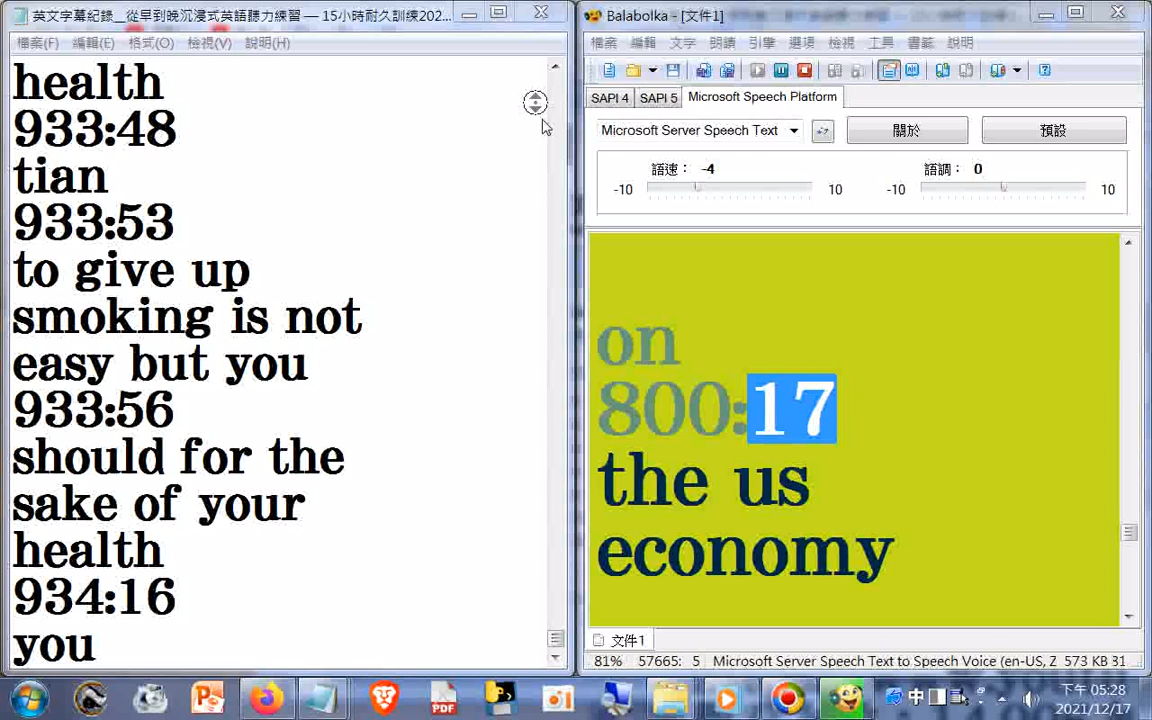 英文字幕紀錄__從早到晚沉浸式英語聽力練習 — 15小時耐久訓練202...
檔案(F) 編輯(E) 格式(O) 檢視(V) 說明(H)
health
933:48
tian
933:53
to give up
smoking is not
easy but you
933:56
should for the
sake of your
health
934:16
you
Balabolka - [文件1]
檔案 編輯 文字 朗讀 引擎 選項 檢視 工具 書籤 說明
SAPI 4 SAPI 5 Microsoft Speech Platform
Microsoft Server Speech Text 關於 預設
語速： -4 語調： 0
-10 10 -10 10
on
800:17
the us
economy
文件1
81% 57665: 5 Microsoft Server Speech Text to Speech Voice (en-US, Z 573 KB 31
PDF
中
下午 05:28
2021/12/17